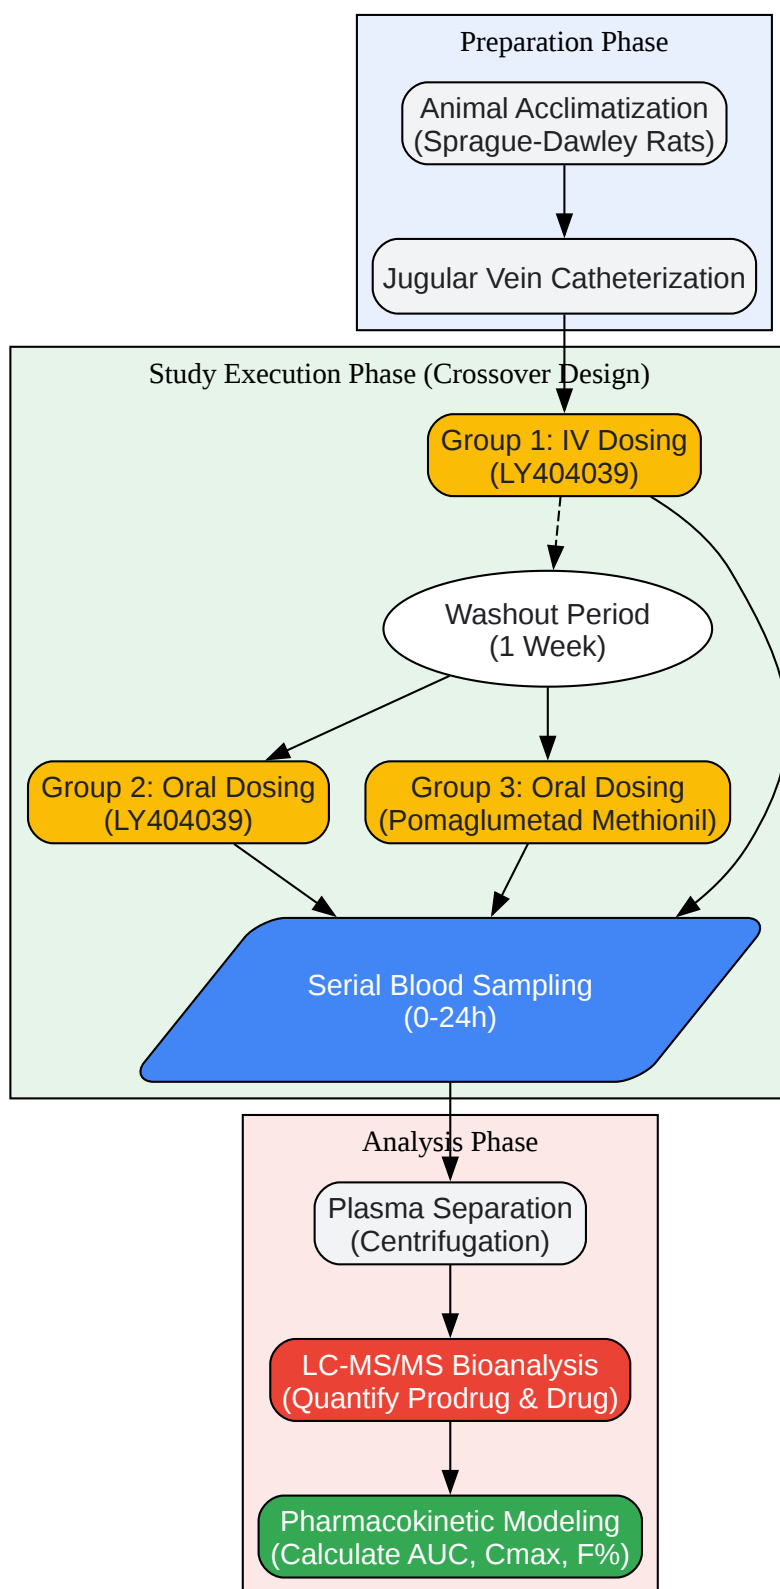 Preparation Phase
Animal Acclimatization
(Sprague-Dawley Rats)
Jugular Vein Catheterization
Study Execution Phase (Crossover Design)
Group 1: IV Dosing
(LY404039)
Washout Period
(1 Week)
Group 2: Oral Dosing
(LY404039)
Group 3: Oral Dosing
(Pomaglumetad Methionil)
Serial Blood Sampling
(0-24h)
Analysis Phase
Plasma Separation
(Centrifugation)
LC-MS/MS Bioanalysis
(Quantify Prodrug & Drug)
Pharmacokinetic Modeling
(Calculate AUC, Cmax, F%)